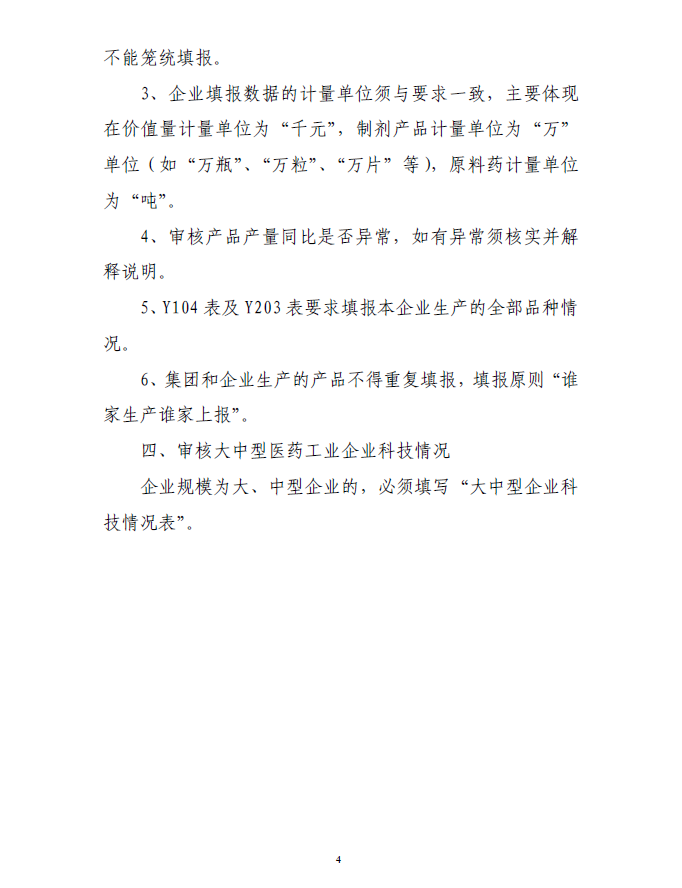 不能笼统填报。
3、企业填报数据的计量单位须与要求一致，主要体现
在价值量计量单位为“千元”，制剂产品计量单位为“万”
单位（如“万瓶”、“万粒”、“万片”等），原料药计量单位
为“吨”。
4、审核产品产量同比是否异常，如有异常须核实并解
释说明。
5、Y104表及Y203表要求填报本企业生产的全部品种情
况。
6、集团和企业生产的产品不得重复填报，填报原则“谁
家生产谁家上报”。
四、审核大中型医药工业企业科技情况
企业规模为大、中型企业的，必须填写“大中型企业科
技情况表”。
4